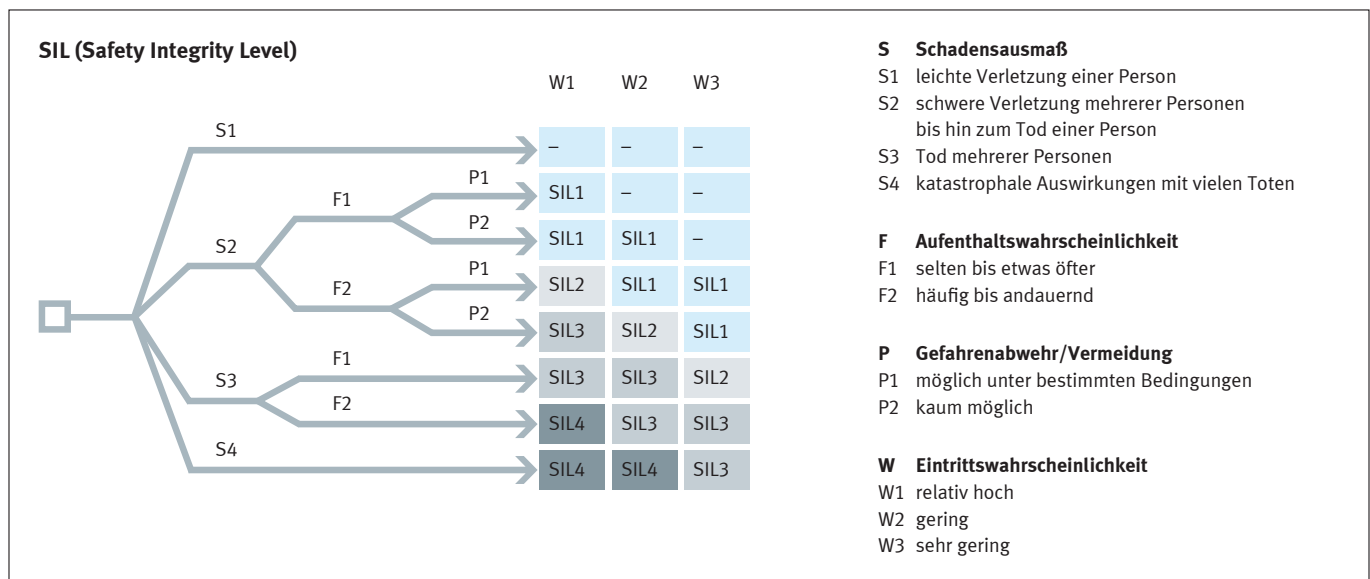 SIL (Safety Integrity Level)
W1 W2 W3
S1
– – –
P1
F1
SIL1 – –
P2
S2
SIL1 SIL1 –
P1
F2
SIL2 SIL1 SIL1
P2
SIL3 SIL2 SIL1
F1
S3
SIL3 SIL3 SIL2
F2
SIL4 SIL3 SIL3
S4
SIL4 SIL4 SIL3
S Schadensausmaß
S1 leichte Verletzung einer Person
S2 schwere Verletzung mehrerer Personen
bis hin zum Tod einer Person
S3 Tod mehrerer Personen
S4 katastrophale Auswirkungen mit vielen Toten
F Aufenthaltswahrscheinlichkeit
F1 selten bis etwas öfter
F2 häufig bis andauernd
P Gefahrenabwehr/Vermeidung
P1 möglich unter bestimmten Bedingungen
P2 kaum möglich
W Eintrittswahrscheinlichkeit
W1 relativ hoch
W2 gering
W3 sehr gering